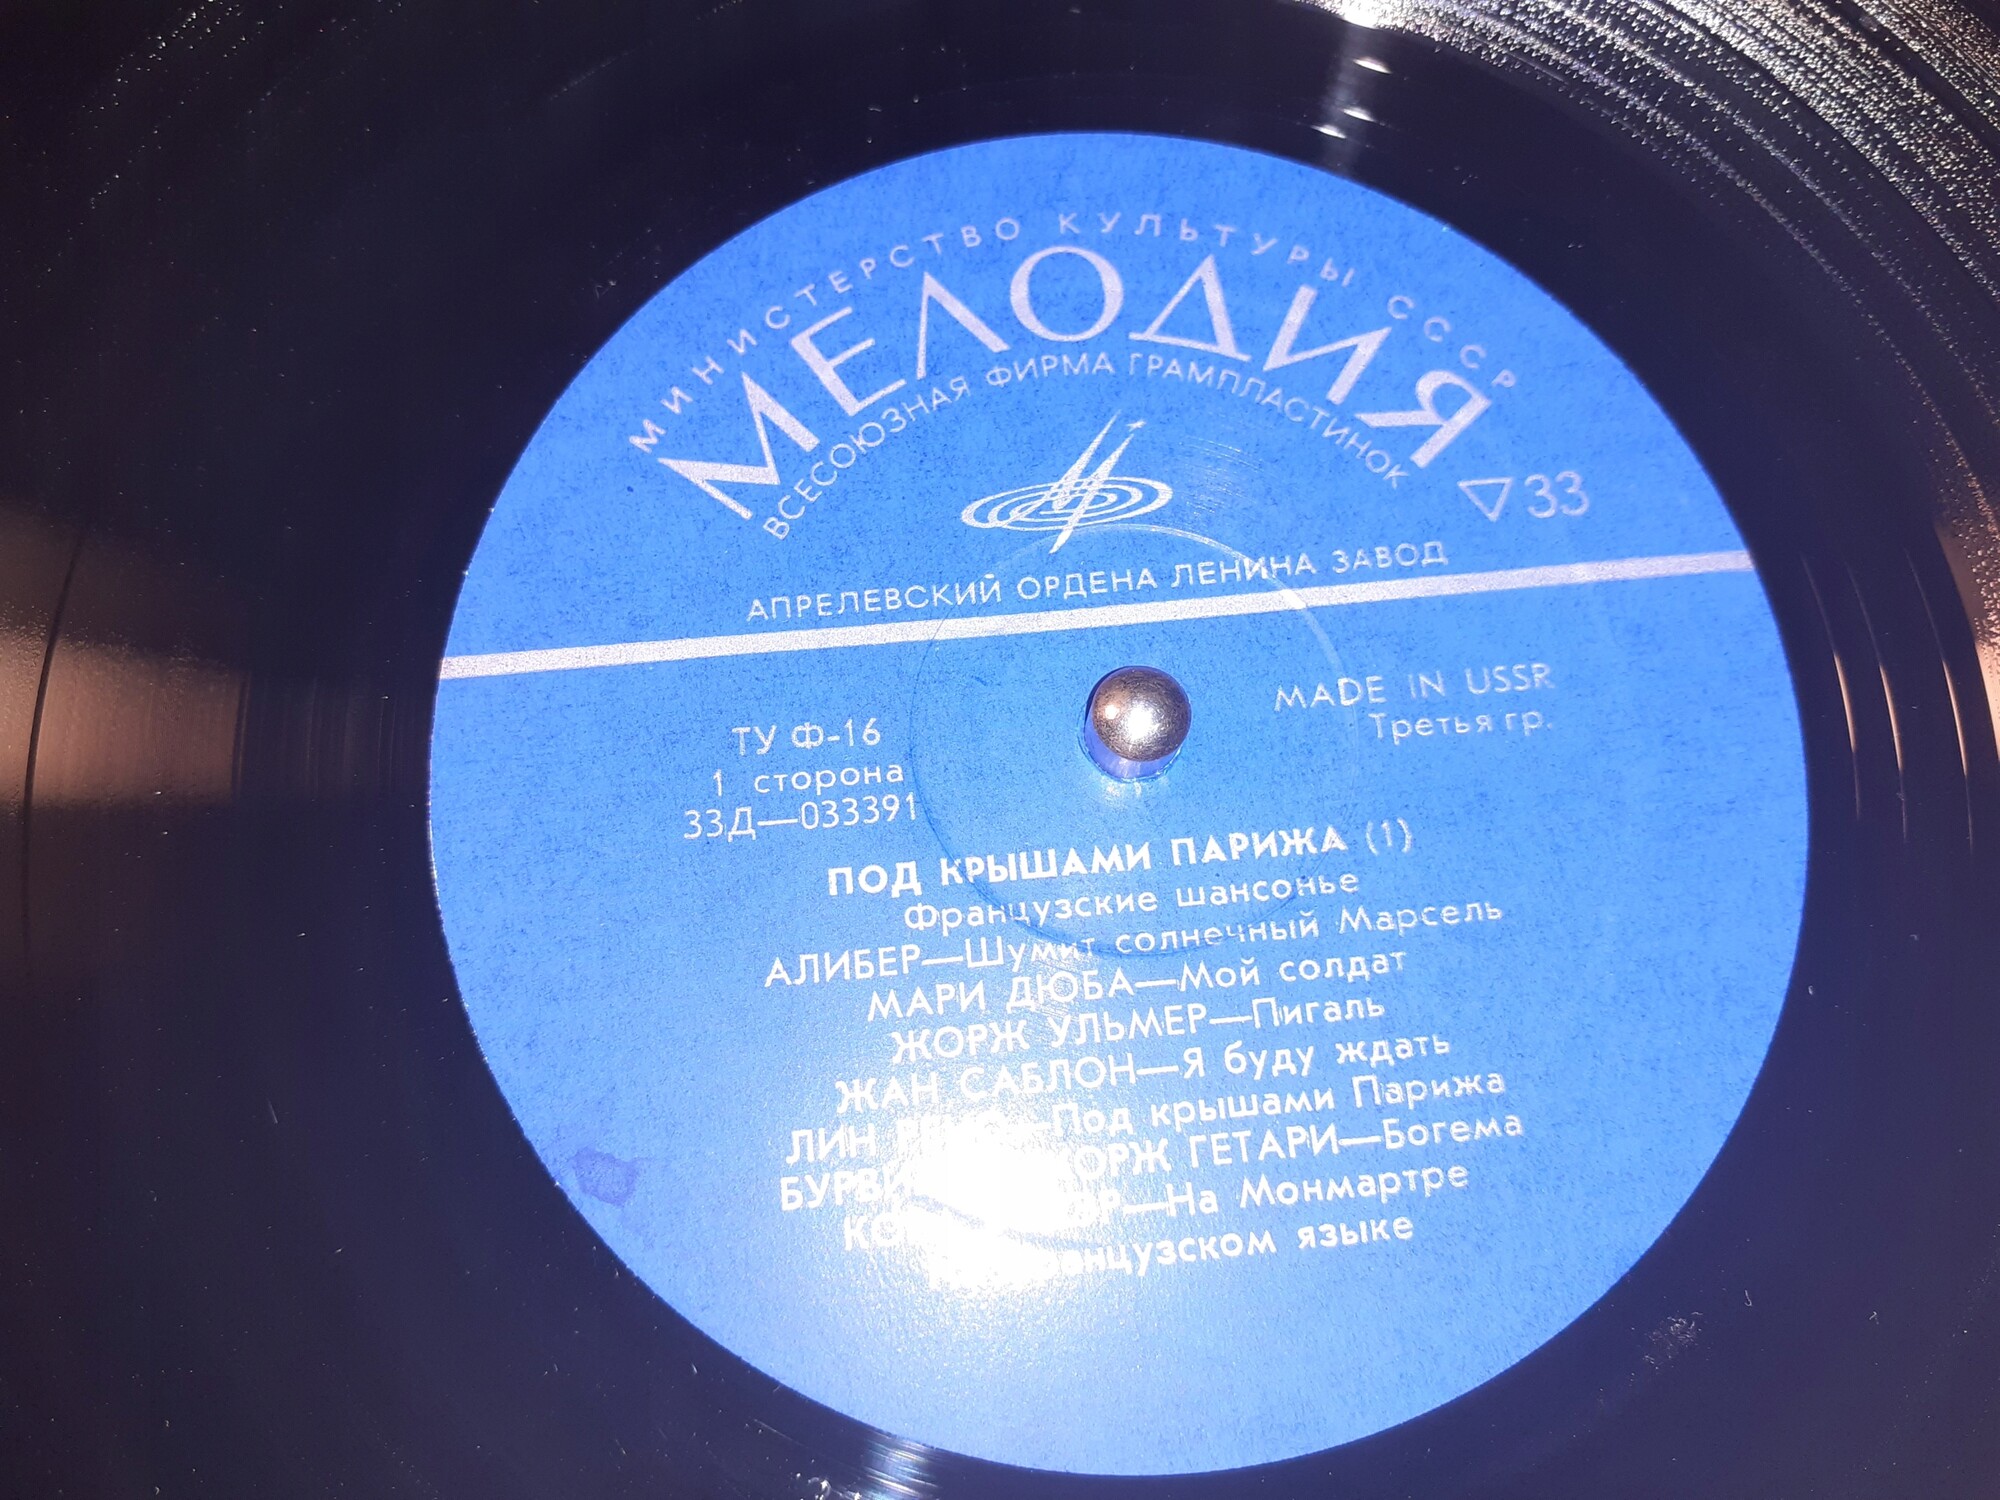 МИНИСТЕРСТВО КУЛЬТУРЫ СССР
МЕЛОДИЯ
ВСЕСОЮЗНАЯ ФИРМА ГРАМПЛАСТИНОК
▽33
АПРЕЛЕВСКИЙ ОРДЕНА ЛЕНИНА ЗАВОД
MADE IN USSR
Третья гр.
ТУ Ф-16
1 сторона
33Д—033391
ПОД КРЫШАМИ ПАРИЖА (1)
Французские шансонье
АЛИБЕР—Шумит солнечный Марсель
МАРИ ДЮБА—Мой солдат
ЖОРЖ УЛЬМЕР—Пигаль
ЖАН САБЛОН—Я буду ждать
ЛИН —Под крышами Парижа
ЖОРЖ ГЕТАРИ—Богема
—На Монмартре
французском языке